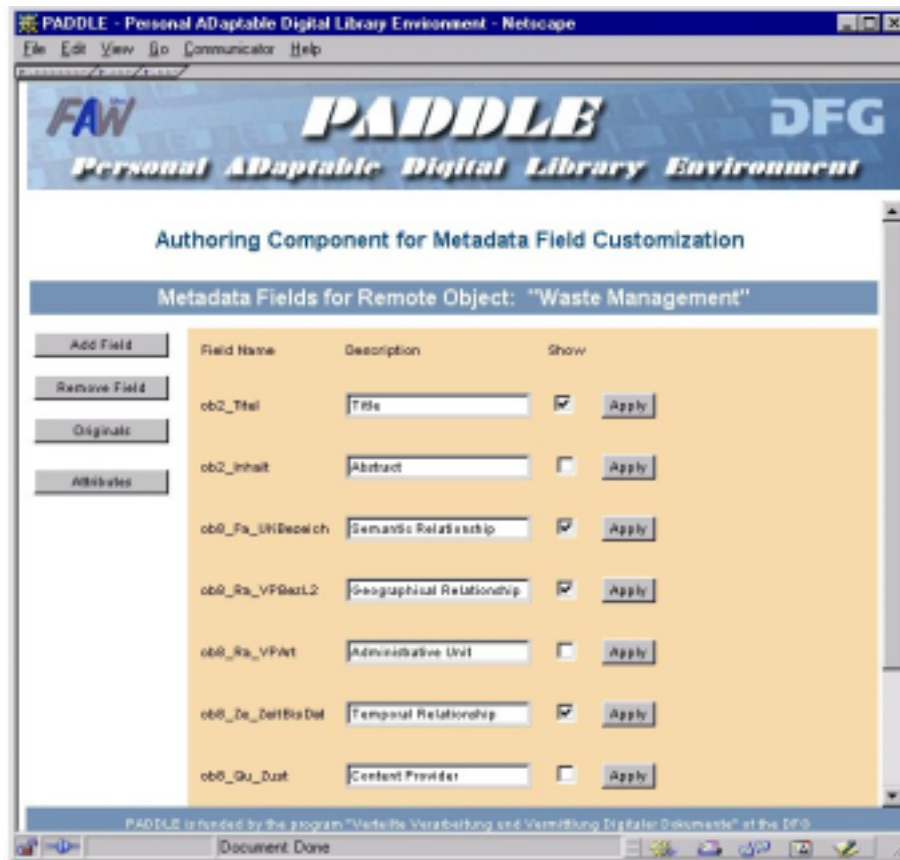 PADDLE - Personal ADaptable Digital Library Environment - Netscape
File Edit View Go Communicator Help
FAW PADDLE DFG
Personal ADaptable Digital Library Environment
Authoring Component for Metadata Field Customization
Metadata Fields for Remote Object: "Waste Management"
Add Field
Remove Field
Originals
Attributes
Field Name Description Show
ob2_Titel Title Apply
ob2_Inhalt Abstract Apply
Semantic Relationship Apply
ob8_Ra_VPBezL2 Geographical Relationship Apply
ob8_Ra_VPArt Administrative Unit Apply
ob8_Ze_ZeitBisDat Temporal Relationship Apply
ob8_Qu_Zust Content Provider Apply
PADDLE is funded by the program "Verteilte Verarbeitung und Vermittlung Digitaler Dokumente" of the DFG
Document Done